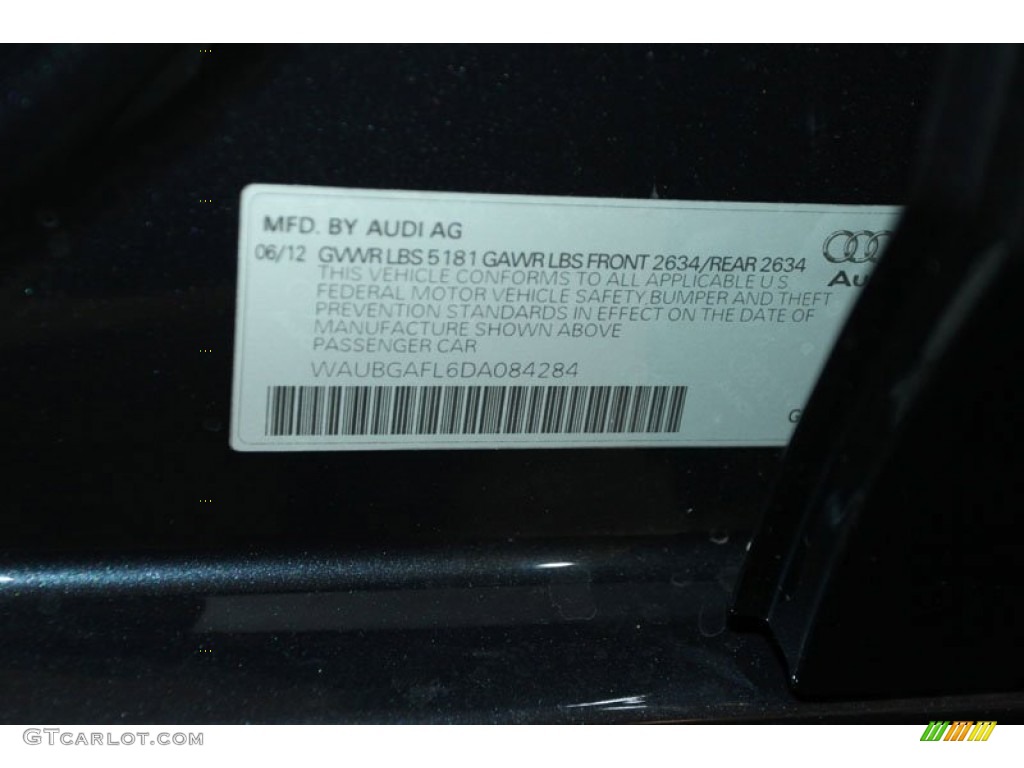 MFD. BY AUDI AG
06/12 GVWR LBS 5181 GAWR LBS FRONT 2634/REAR 2634
THIS VEHICLE CONFORMS TO ALL APPLICABLE U S
FEDERAL MOTOR VEHICLE SAFETY,BUMPER AND THEFT
PREVENTION STANDARDS IN EFFECT ON THE DATE OF
MANUFACTURE SHOWN ABOVE
PASSENGER CAR
WAUBGAFL6DA084284
GTCarlot.com